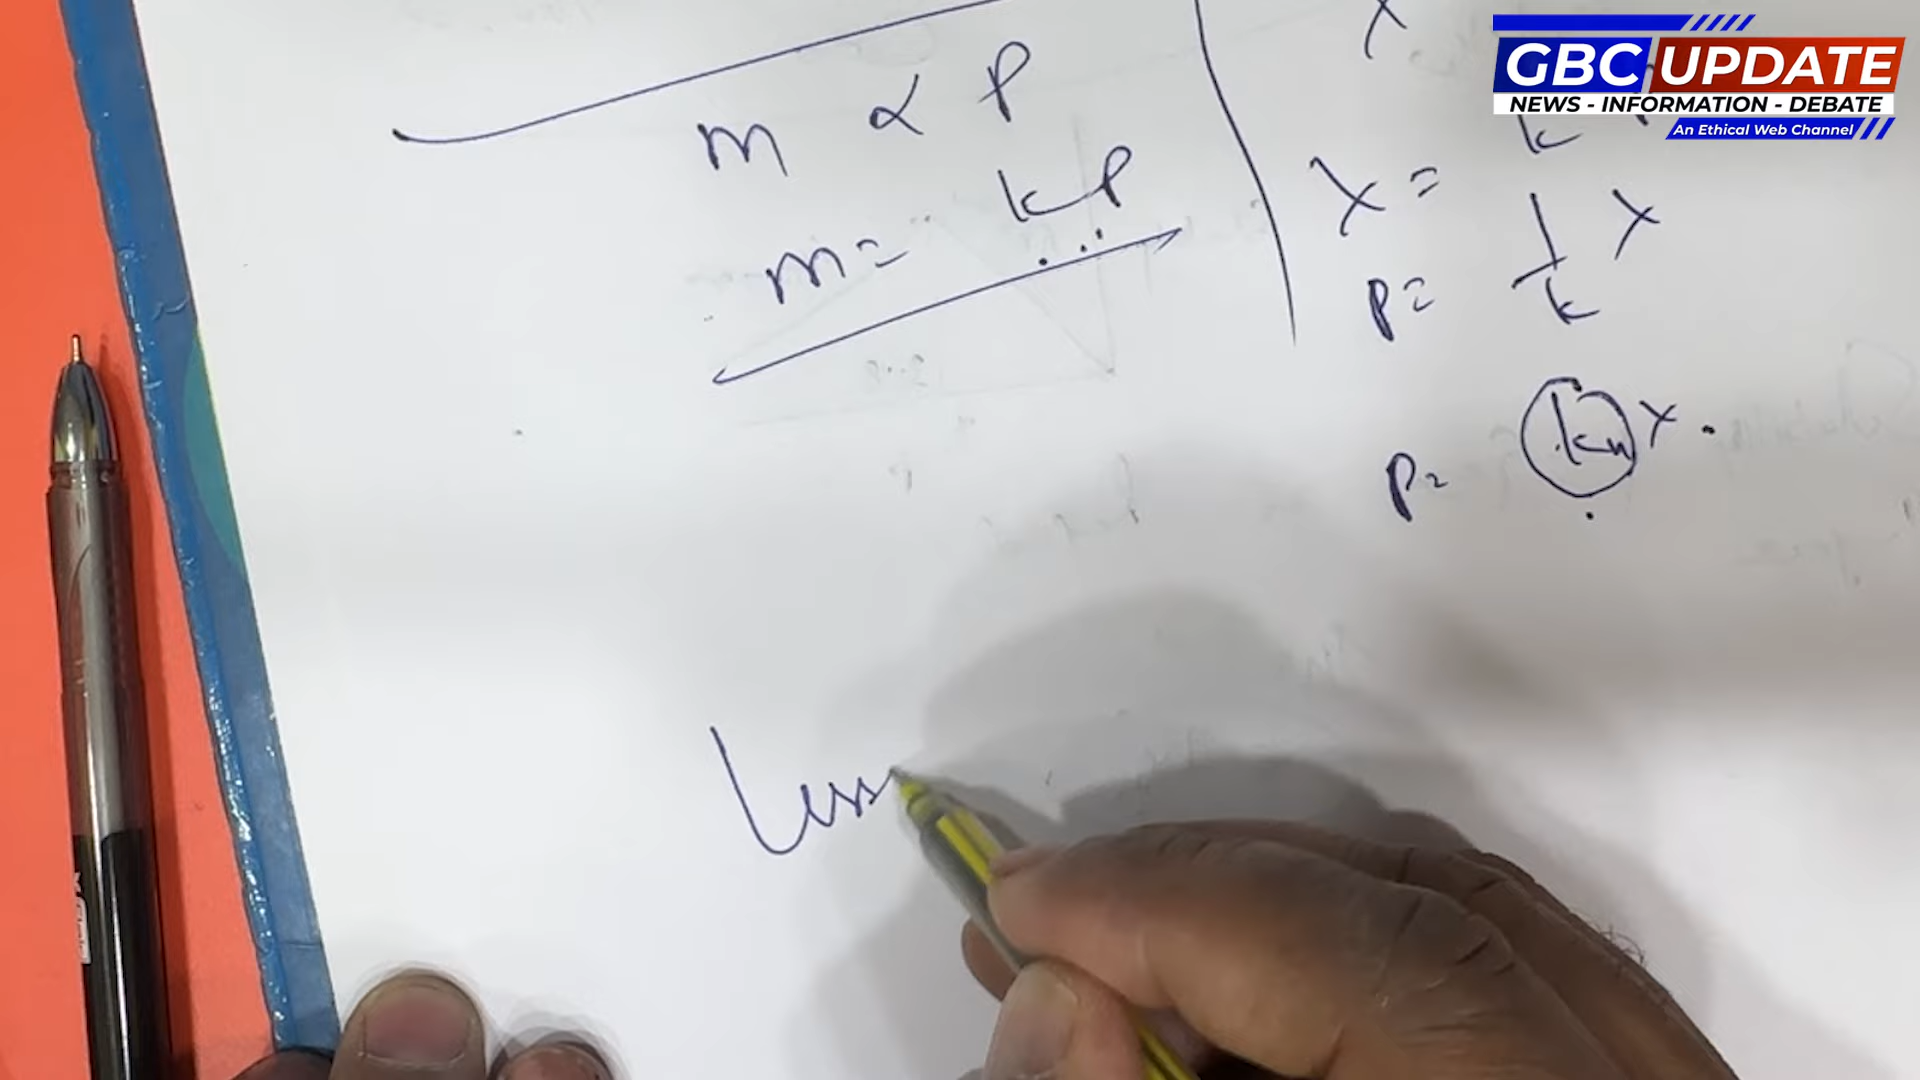 m ∝ p
m = kp
x
x =
p = 1/k x
p = kn x .
Less
GBC UPDATE
NEWS - INFORMATION - DEBATE
An Ethical Web Channel